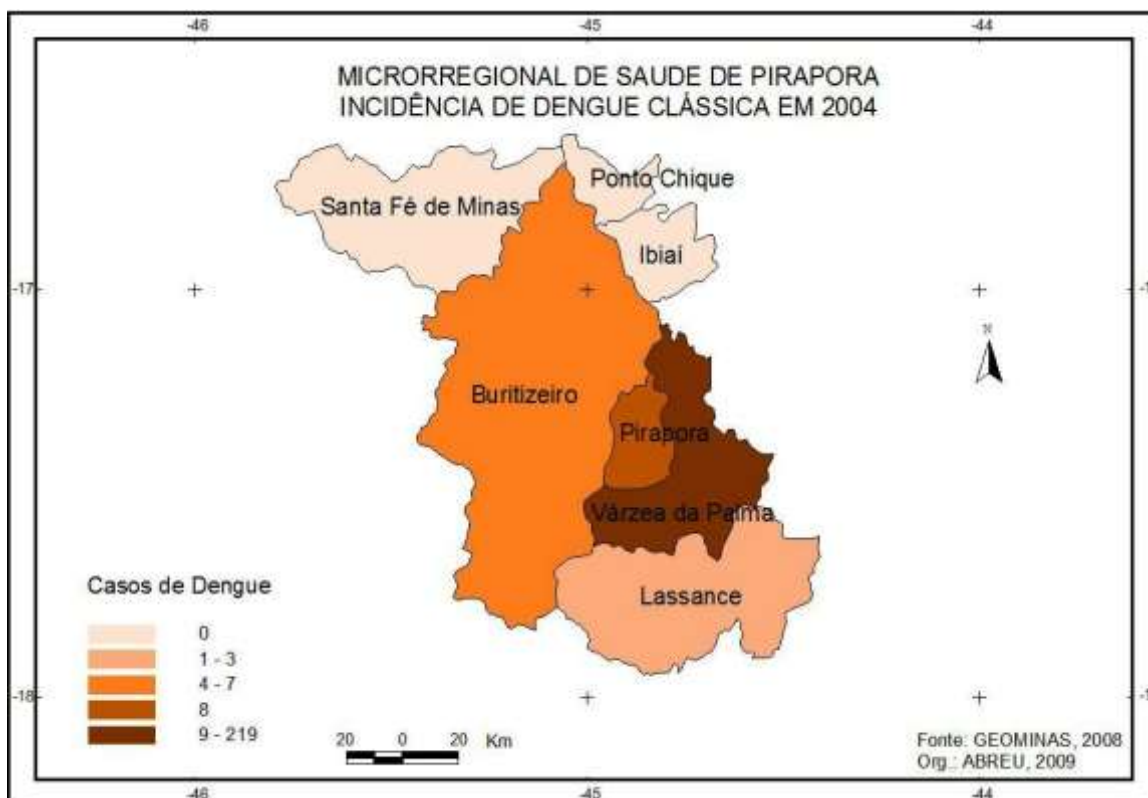 -46 -45 -44
MICRORREGIONAL DE SAUDE DE PIRAPORA
INCIDÊNCIA DE DENGUE CLÁSSICA EM 2004
Ponto Chique
Santa Fé de Minas
Ibiaí
-17
N
Buritizeiro
Pirapora
Várzea da Palma
Casos de Dengue
Lassance
0
1 - 3
4 - 7
8
9 - 219
-18
20 0 20 Km
Fonte: GEOMINAS, 2008
Org.: ABREU, 2009
-46 -45 -44